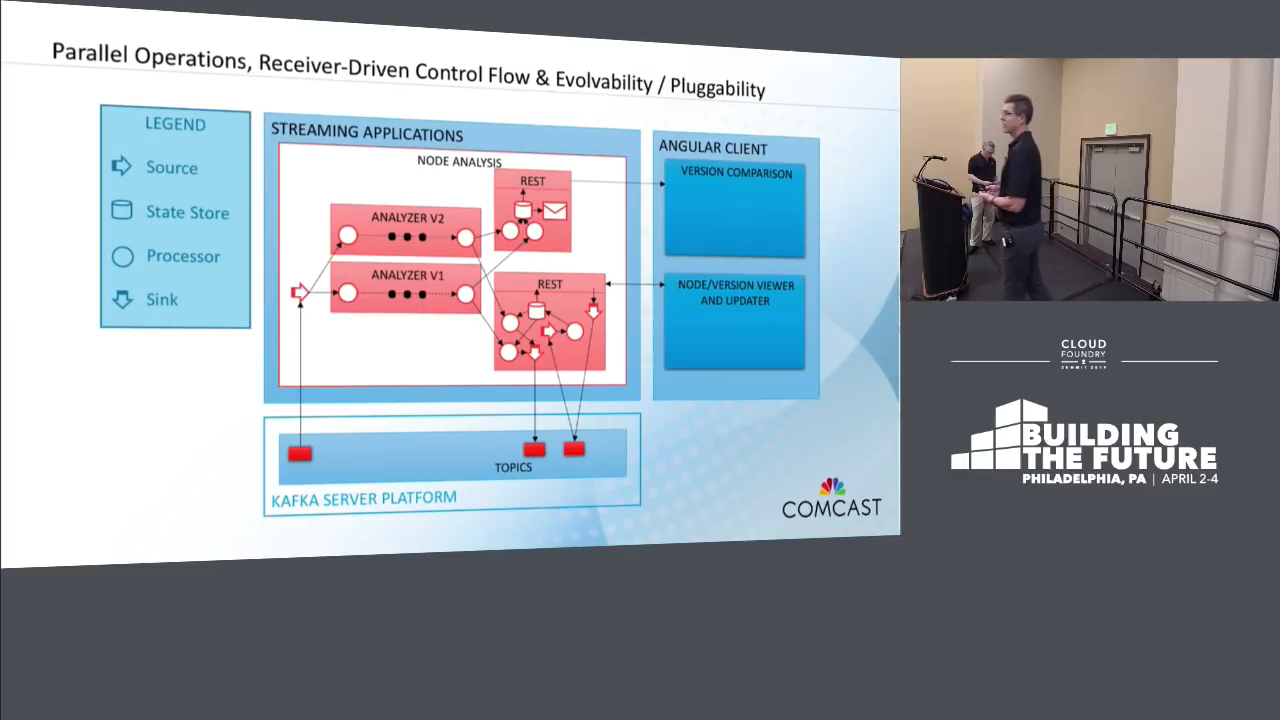 Parallel Operations, Receiver-Driven Control Flow & Evolvability / Pluggability
LEGEND
Source
State Store
Processor
Sink
STREAMING APPLICATIONS
NODE ANALYSIS
REST
ANALYZER V2
ANALYZER V1
REST
ANGULAR CLIENT
VERSION COMPARISON
NODE/VERSION VIEWER
AND UPDATER
TOPICS
KAFKA SERVER PLATFORM
COMCAST
CLOUD
FOUNDRY
SUMMIT 2019
BUILDING
THE FUTURE
PHILADELPHIA, PA | APRIL 2-4